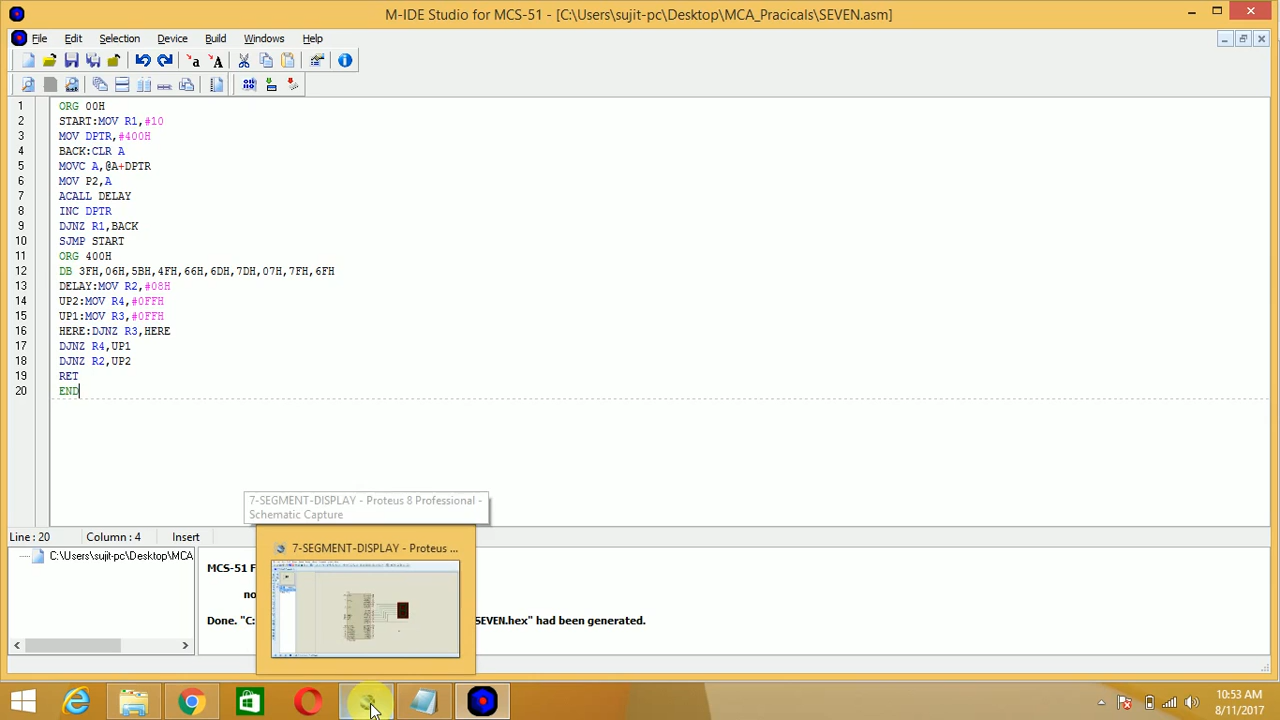 M-IDE Studio for MCS-51 - [C:\Users\sujit-pc\Desktop\MCA_Pracicals\SEVEN.asm]
File Edit Selection Device Build Windows Help
1 ORG 00H
2 START:MOV R1,#10
3 MOV DPTR,#400H
4 BACK:CLR A
5 MOVC A,@A+DPTR
6 MOV P2,A
7 ACALL DELAY
8 INC DPTR
9 DJNZ R1,BACK
10 SJMP START
11 ORG 400H
12 DB 3FH,06H,5BH,4FH,66H,6DH,7DH,07H,7FH,6FH
13 DELAY:MOV R2,#08H
14 UP2:MOV R4,#0FFH
15 UP1:MOV R3,#0FFH
16 HERE:DJNZ R3,HERE
17 DJNZ R4,UP1
18 DJNZ R2,UP2
19 RET
20 END
7-SEGMENT-DISPLAY - Proteus 8 Professional -
Schematic Capture
Line : 20 Column : 4 Insert
7-SEGMENT-DISPLAY - Proteus ...
C:\Users\sujit-pc\Desktop\MCA
MCS-51 F
no
Done. "C: SEVEN.hex" had been generated.
10:53 AM
8/11/2017